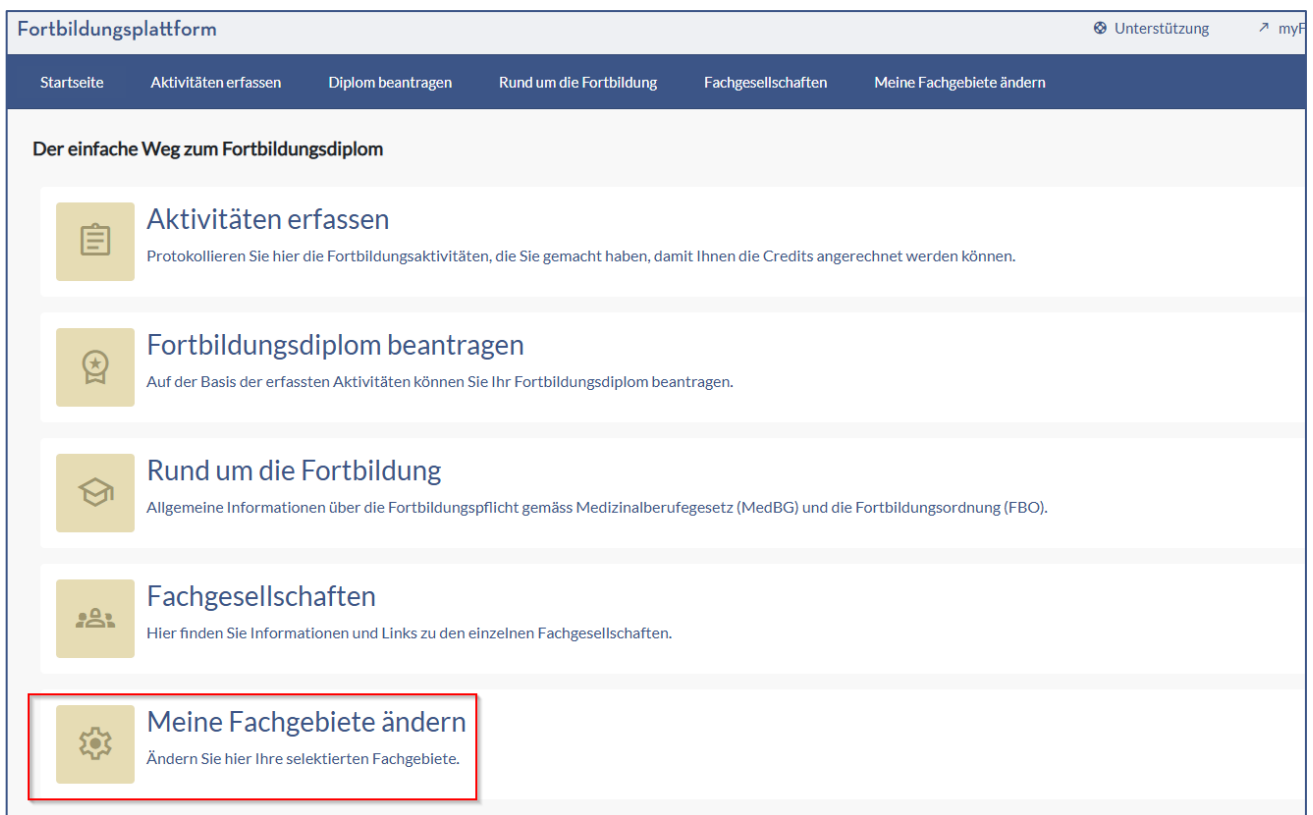 Fortbildungsplattform
Unterstützung
Startseite Aktivitäten erfassen Diplom beantragen Rund um die Fortbildung Fachgesellschaften Meine Fachgebiete ändern
Der einfache Weg zum Fortbildungsdiplom
Aktivitäten erfassen
Protokollieren Sie hier die Fortbildungsaktivitäten, die Sie gemacht haben, damit Ihnen die Credits angerechnet werden können.
Fortbildungsdiplom beantragen
Auf der Basis der erfassten Aktivitäten können Sie Ihr Fortbildungsdiplom beantragen.
Rund um die Fortbildung
Allgemeine Informationen über die Fortbildungspflicht gemäss Medizinalberufegesetz (MedBG) und die Fortbildungsordnung (FBO).
Fachgesellschaften
Hier finden Sie Informationen und Links zu den einzelnen Fachgesellschaften.
Meine Fachgebiete ändern
Ändern Sie hier Ihre selektierten Fachgebiete.